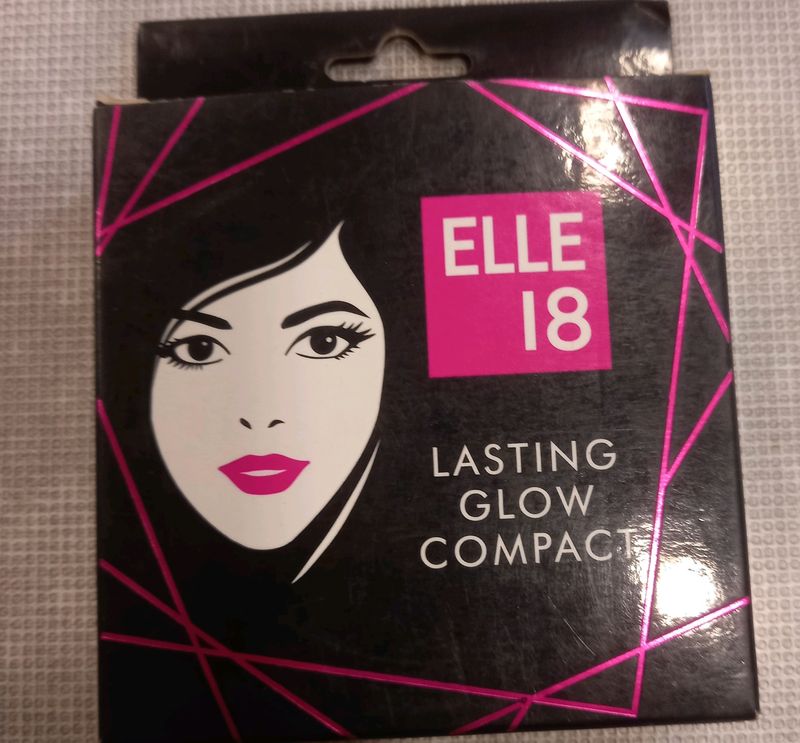 ELLE
18
LASTING
GLOW
COMPACT